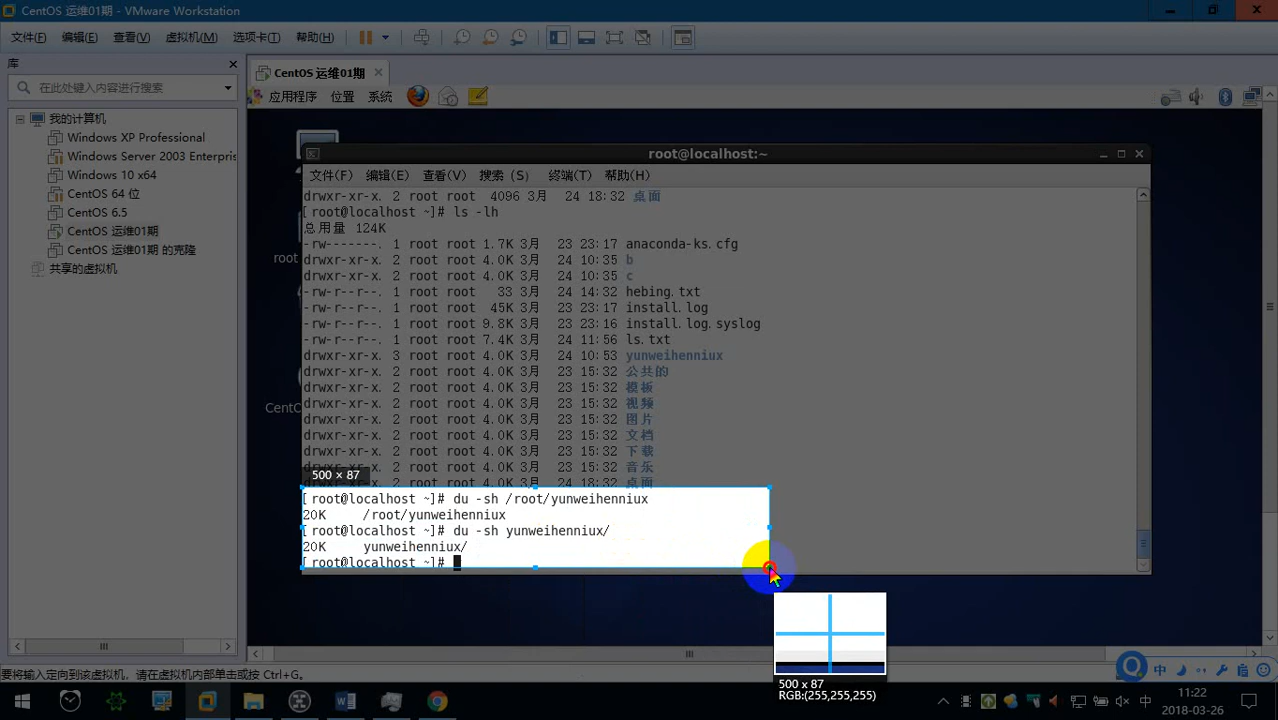 CentOS 运维01期 - VMware Workstation
文件(F) 编辑(E) 查看(V) 虚拟机(M) 选项卡(T) 帮助(H)
库
在此处键入内容进行搜索
我的计算机
Windows XP Professional
Windows Server 2003 Enterpris
Windows 10 x64
CentOS 64 位
CentOS 6.5
CentOS 运维01期
CentOS 运维01期 的克隆
共享的虚拟机
CentOS 运维01期
应用程序 位置 系统
root
CentO
root@localhost:~
文件(F) 编辑(E) 查看(V) 搜索 (S) 终端(T) 帮助(H)
drwxr-xr-x. 2 root root 4096 3月 24 18:32 桌面
[root@localhost ~]# ls -lh
总用量 124K
-rw-------. 1 root root 1.7K 3月 23 23:17 anaconda-ks.cfg
drwxr-xr-x. 2 root root 4.0K 3月 24 10:35 b
drwxr-xr-x. 2 root root 4.0K 3月 24 10:35 c
-rw-r--r--. 1 root root 33 3月 24 14:32 hebing.txt
-rw-r--r--. 1 root root 45K 3月 23 23:17 install.log
-rw-r--r--. 1 root root 9.8K 3月 23 23:16 install.log.syslog
-rw-r--r--. 1 root root 7.4K 3月 24 11:56 ls.txt
drwxr-xr-x. 3 root root 4.0K 3月 24 10:53 yunweihenniux
drwxr-xr-x. 2 root root 4.0K 3月 23 15:32 公共的
drwxr-xr-x. 2 root root 4.0K 3月 23 15:32 模板
drwxr-xr-x. 2 root root 4.0K 3月 23 15:32 视频
drwxr-xr-x. 2 root root 4.0K 3月 23 15:32 图片
drwxr-xr-x. 2 root root 4.0K 3月 23 15:32 文档
drwxr-xr-x. 2 root root 4.0K 3月 23 15:32 下载
drwxr-xr-x. 2 root root 4.0K 3月 23 15:32 音乐
root root 4.0K 3月 24 18:32 桌面
500 × 87
[root@localhost ~]# du -sh /root/yunweihenniux
20K /root/yunweihenniux
[root@localhost ~]# du -sh yunweihenniux/
20K yunweihenniux/
[root@localhost ~]#
500 x 87
RGB:(255,255,255)
要将输入定向到该虚拟机，请在虚拟机内部单击或按 Ctrl+G。
中
中
11:22
2018-03-26